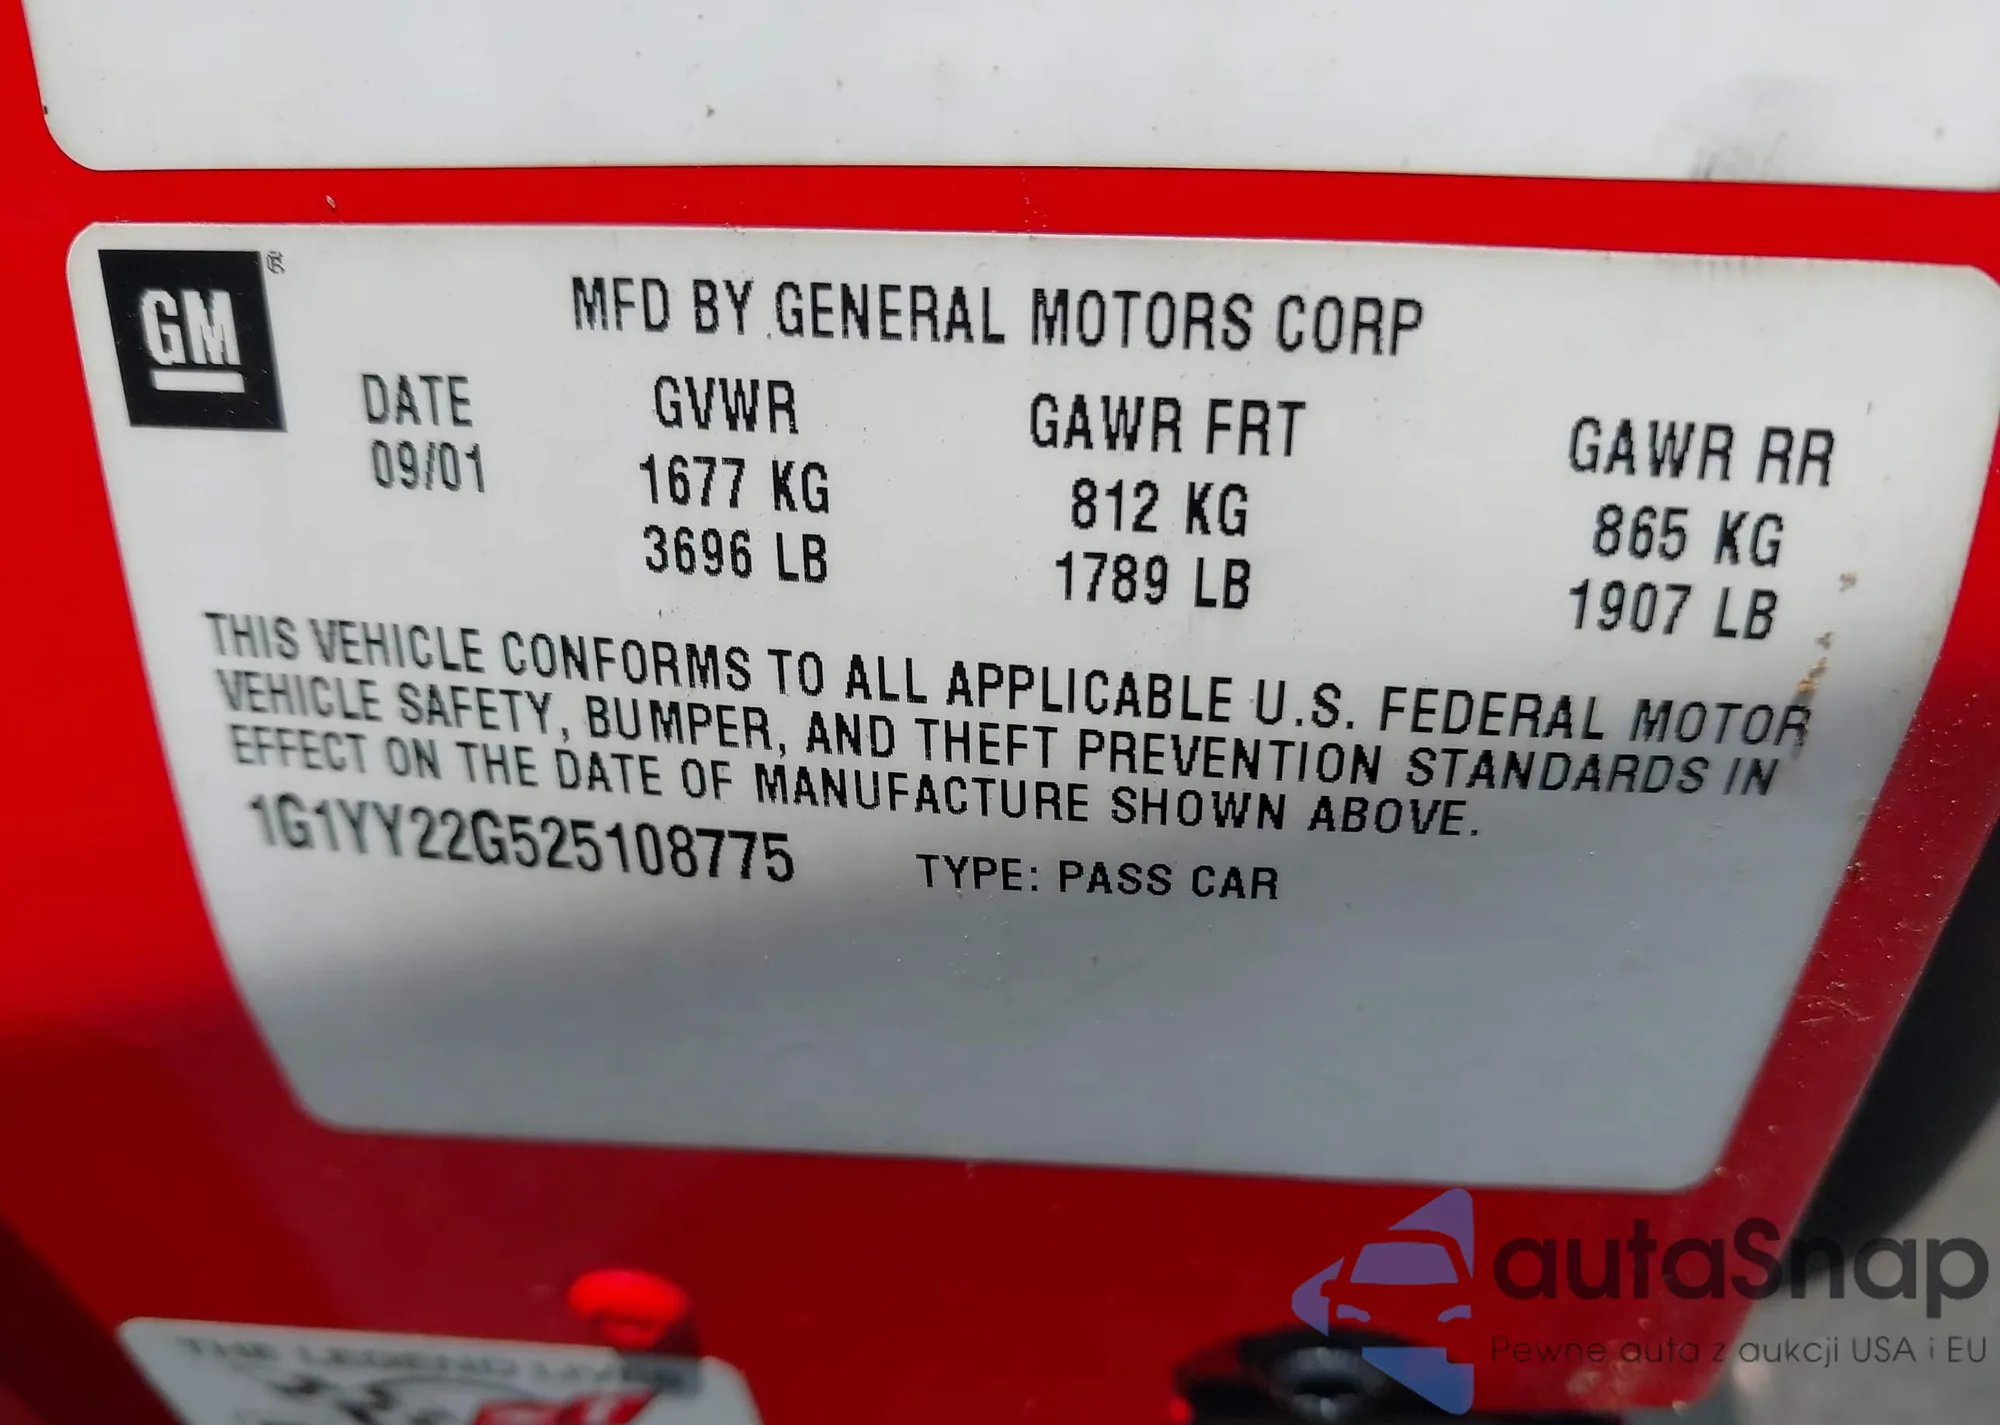 GM ®
MFD BY GENERAL MOTORS CORP
DATE GVWR GAWR FRT GAWR RR
09/01 1677 KG 812 KG 865 KG
3696 LB 1789 LB 1907 LB
THIS VEHICLE CONFORMS TO ALL APPLICABLE U.S. FEDERAL MOTOR
VEHICLE SAFETY, BUMPER, AND THEFT PREVENTION STANDARDS IN
EFFECT ON THE DATE OF MANUFACTURE SHOWN ABOVE.
1G1YY22G525108775 TYPE: PASS CAR
autaSnap
Pewne auta z aukcji USA i EU
THE LEGEND LIVES